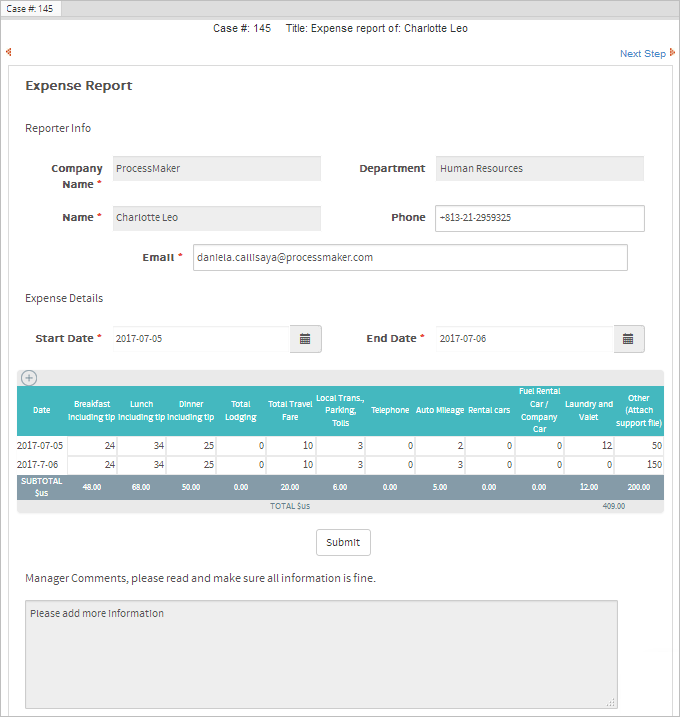 Case #: 145
Case #: 145 Title: Expense report of: Charlotte Leo
Next Step
Expense Report
Reporter Info
Company Name * ProcessMaker Department Human Resources
Name * Charlotte Leo Phone +813-21-2959325
Email * daniela.callisaya@processmaker.com
Expense Details
Start Date * 2017-07-05 End Date * 2017-07-06
Date Breakfast including tip Lunch including tip Dinner including tip Total Lodging Total Travel Fare Local Trans., Parking, Tolls Telephone Auto Mileage Rental cars Fuel Rental Car / Company Car Laundry and Valet Other (Attach support file)
2017-07-05 24 34 25 0 10 3 0 2 0 0 12 50
2017-7-06 24 34 25 0 10 3 0 3 0 0 0 150
SUBTOTAL $us 48.00 68.00 50.00 0.00 20.00 6.00 0.00 5.00 0.00 0.00 12.00 200.00
TOTAL $us 409.00
Submit
Manager Comments, please read and make sure all information is fine.
Please add more information